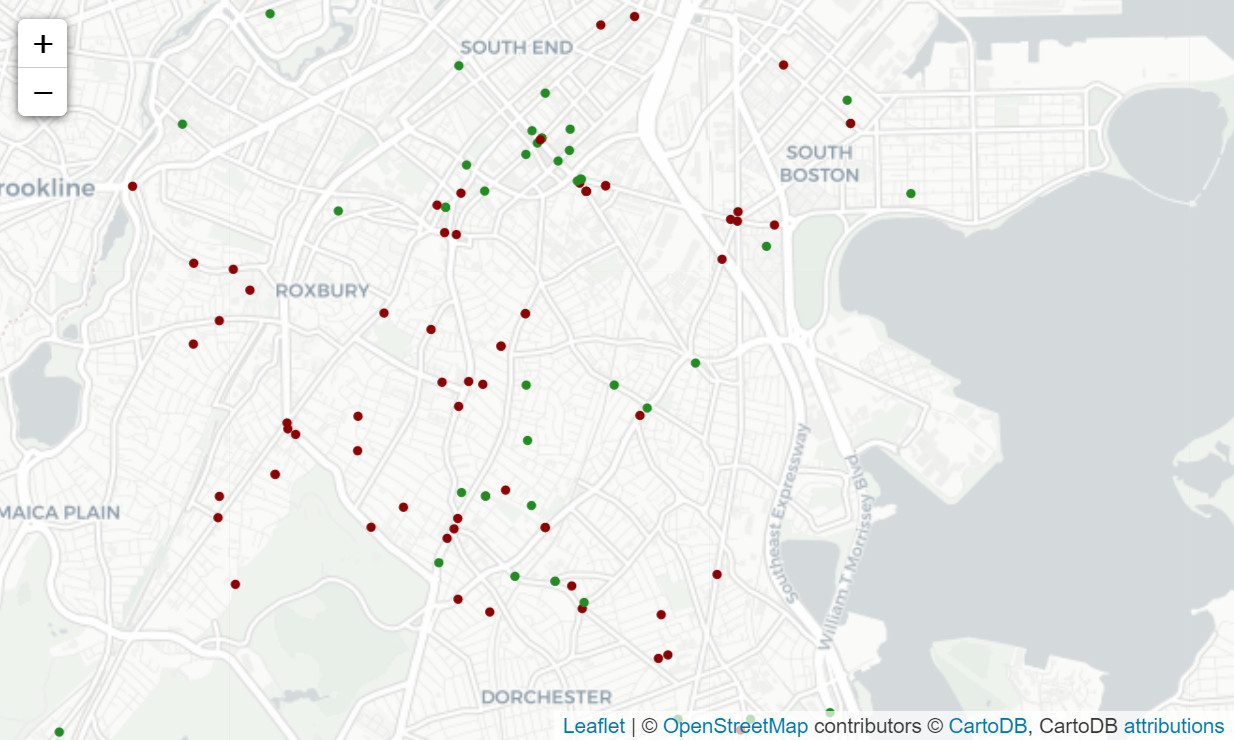 +
SOUTH END
−
SOUTH
BOSTON
rookline
ROXBURY
Southeast Expressway
William T Morrissey Blvd
MAICA PLAIN
DORCHESTER
Leaflet | © OpenStreetMap contributors © CartoDB, CartoDB attributions